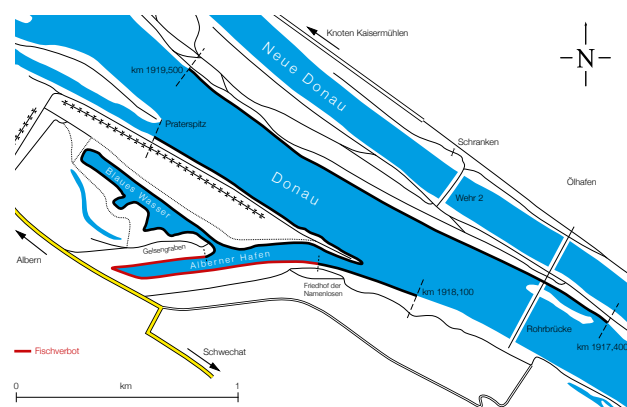 Knoten Kaisermühlen
N
km 1919,500
Neue Donau
Praterspitz
Schranken
Donau
Ölhafen
Blaues Wasser
Wehr 2
Gelsengraben
Alberner Hafen
Albern
Friedhof der
Namenlosen
km 1918,100
Rohrbrücke
km 1917,400
Fischverbot
Schwechat
0
km
1